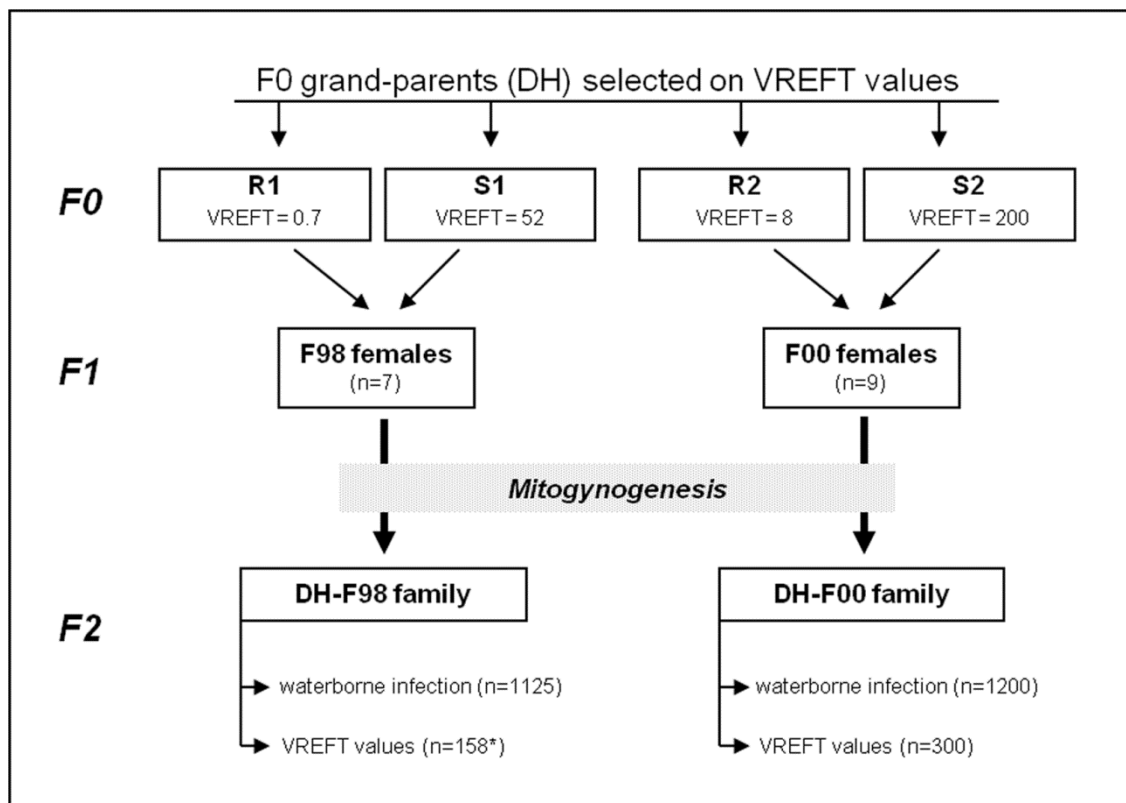 F0 grand-parents (DH) selected on VREFT values
F0
R1
VREFT = 0.7
S1
VREFT = 52
R2
VREFT = 8
S2
VREFT = 200
F1
F98 females
(n=7)
F00 females
(n=9)
Mitogynogenesis
F2
DH-F98 family
DH-F00 family
waterborne infection (n=1125)
waterborne infection (n=1200)
VREFT values (n=158*)
VREFT values (n=300)